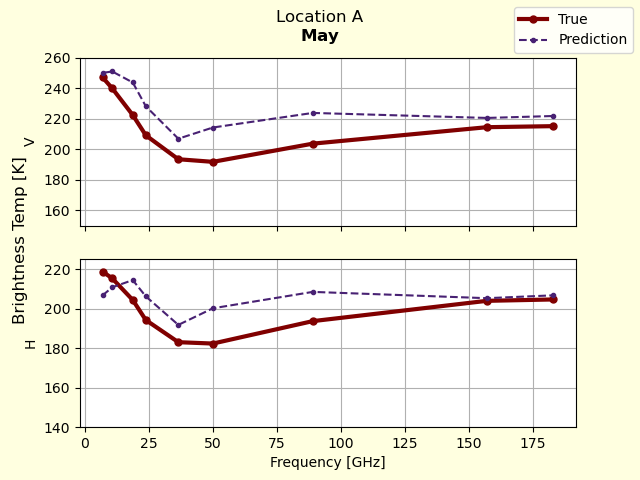 Location A
May
True
Prediction
260
240
220
200
180
160
V
Brightness Temp [K]
220
200
180
160
140
H
0 25 50 75 100 125 150 175
Frequency [GHz]